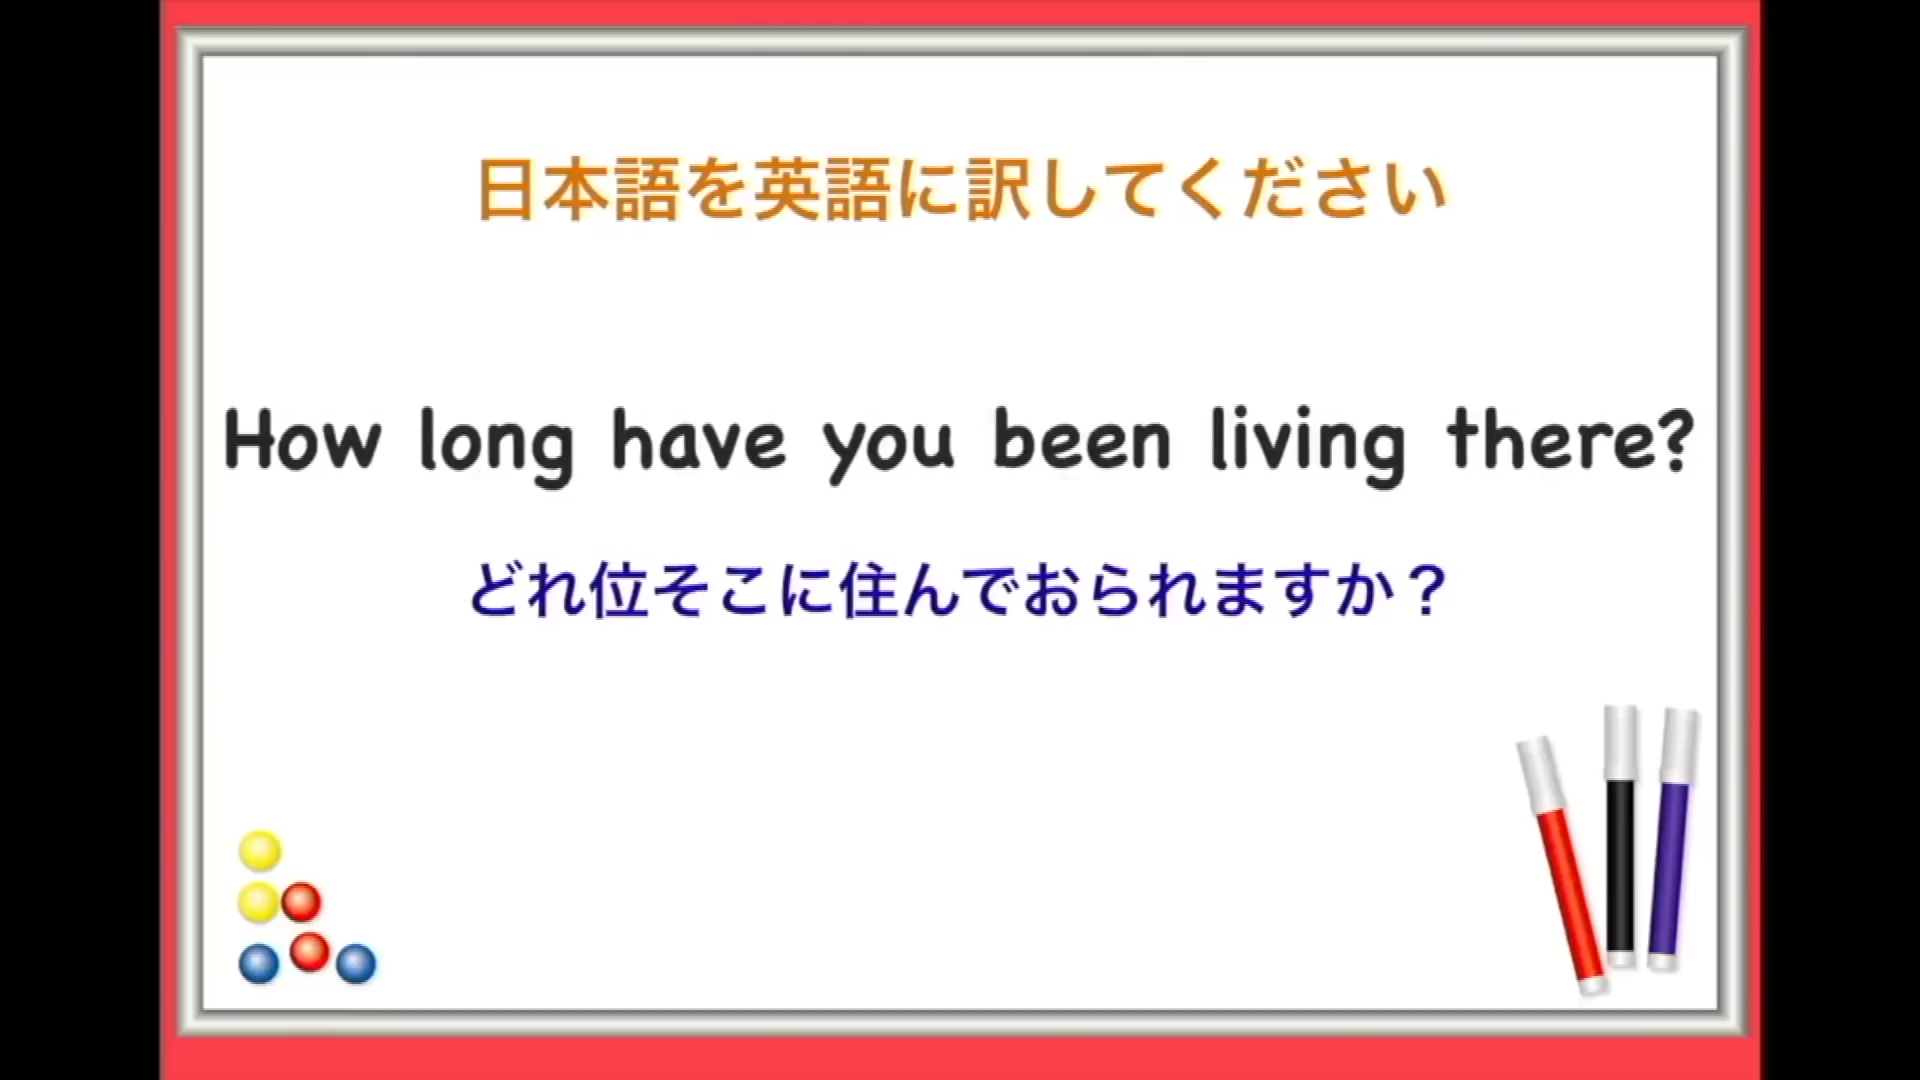 日本語を英語に訳してください
How long have you been living there?
どれ位そこに住んでおられますか？